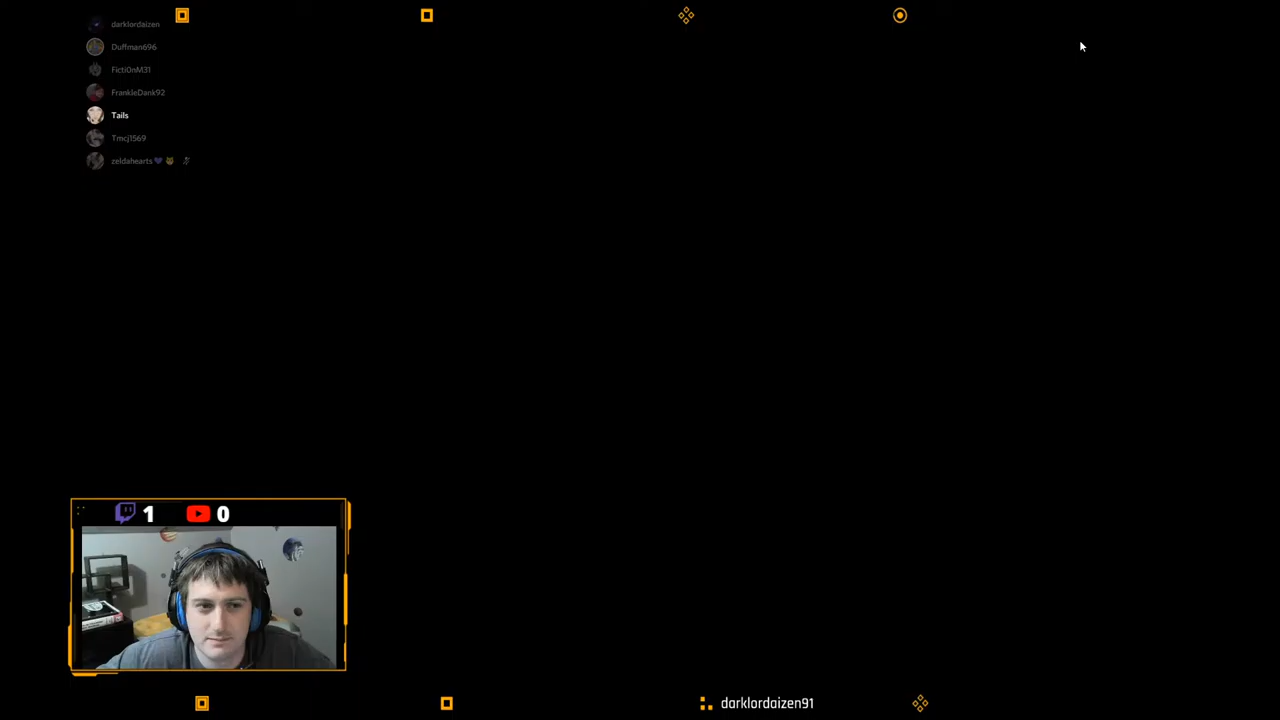 darklordaizen
Duffman696
Ficti0nM31
FrankieDank92
Tails
Tmcj1569
zeldahearts💜😺
1 0
darklordaizen91